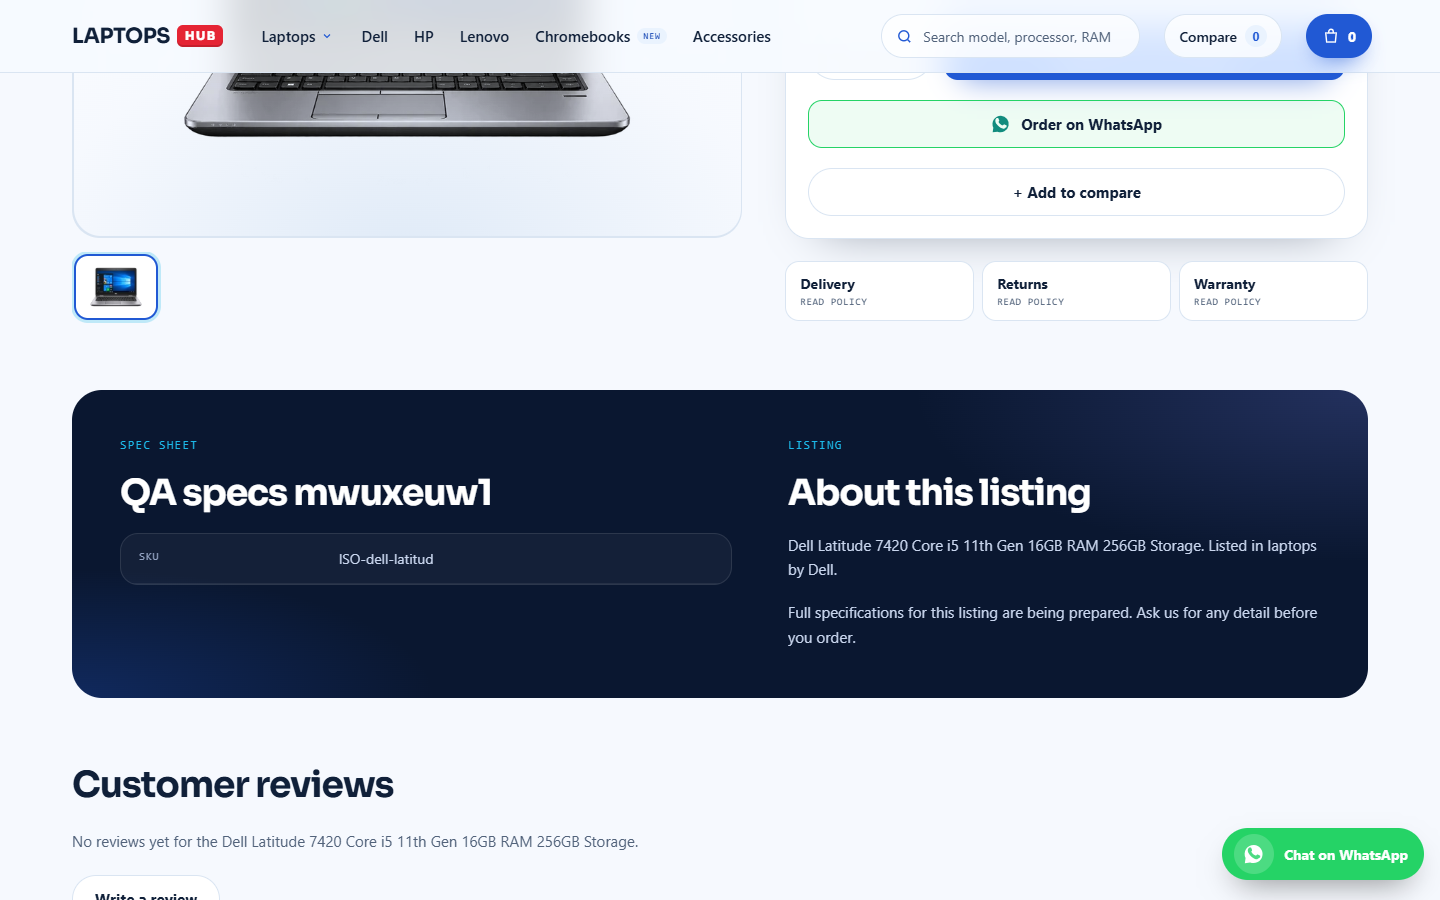 LAPTOPS HUB
Laptops
Dell
HP
Lenovo
Chromebooks NEW
Accessories
Search model, processor, RAM
Compare 0
0
Order on WhatsApp
+ Add to compare
Delivery
READ POLICY
Returns
READ POLICY
Warranty
READ POLICY
SPEC SHEET
QA specs mwuxeuw1
SKU ISO-dell-latitud
LISTING
About this listing
Dell Latitude 7420 Core i5 11th Gen 16GB RAM 256GB Storage. Listed in laptops
by Dell.
Full specifications for this listing are being prepared. Ask us for any detail before
you order.
Customer reviews
No reviews yet for the Dell Latitude 7420 Core i5 11th Gen 16GB RAM 256GB Storage.
Write a review
Chat on WhatsApp